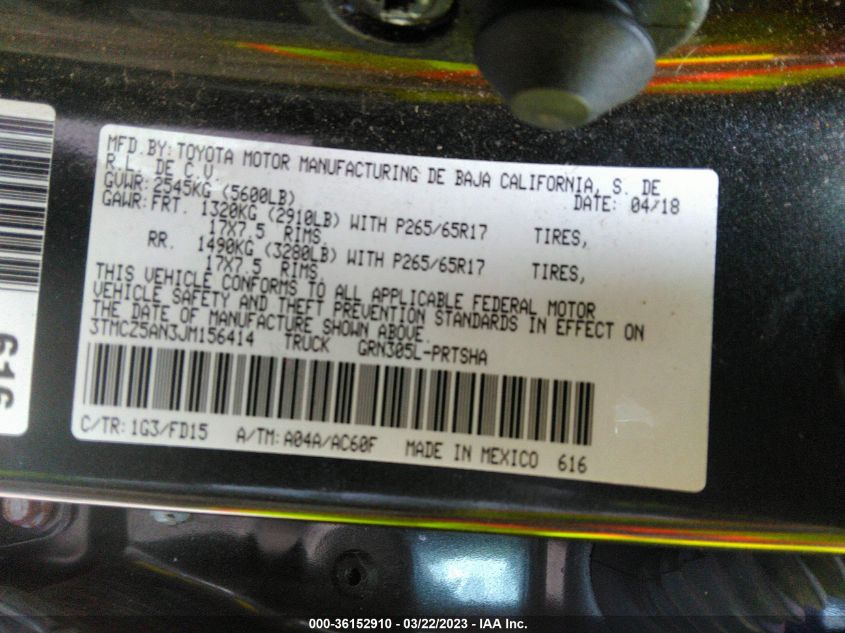 MFD.BY:TOYOTA MOTOR MANUFACTURING DE BAJA CALIFORNIA, S. DE
R.L. DE C.V. DATE: 04/18
GVWR:2545KG (5600LB)
GAWR:FRT. 1320KG (2910LB) WITH P265/65R17 TIRES,
17X7.5 RIMS.
RR. 1490KG (3280LB) WITH P265/65R17 TIRES,
17X7.5 RIMS.
THIS VEHICLE CONFORMS TO ALL APPLICABLE FEDERAL MOTOR
VEHICLE SAFETY AND THEFT PREVENTION STANDARDS IN EFFECT ON
THE DATE OF MANUFACTURE SHOWN ABOVE.
3TMCZ5AN3JM156414 TRUCK GRN305L-PRTSHA
C/TR:1G3/FD15 A/TM:A04A/AC60F MADE IN MEXICO 616
616
000-36152910 - 03/22/2023 - IAA Inc.